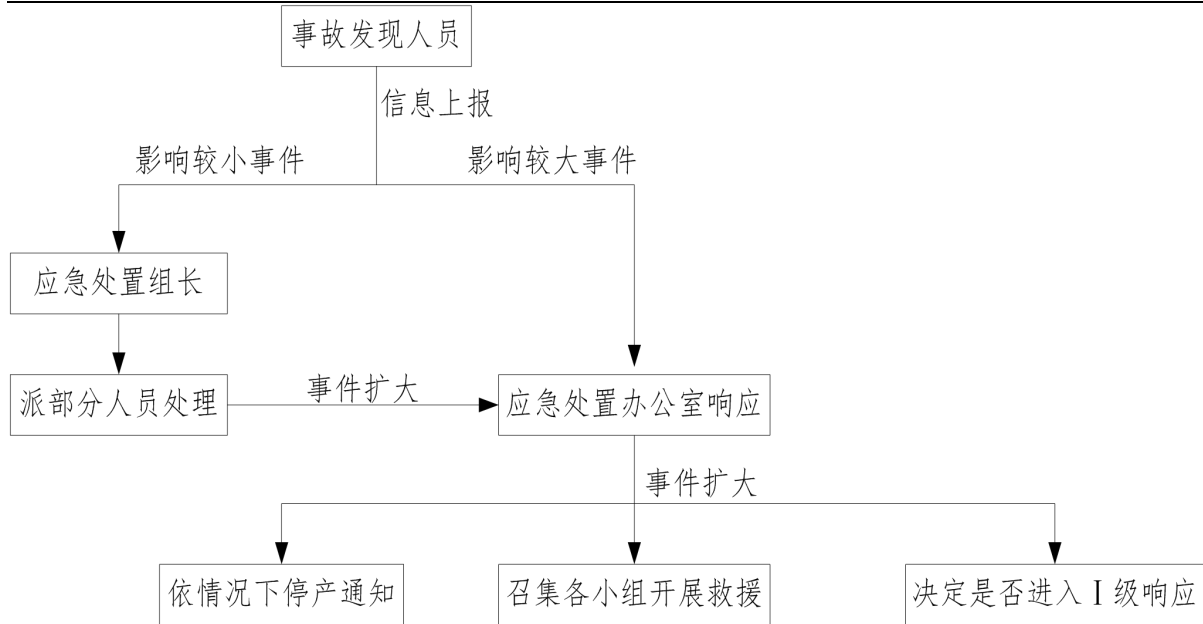 事故发现人员
信息上报
影响较小事件
影响较大事件
应急处置组长
派部分人员处理
事件扩大
应急处置办公室响应
事件扩大
依情况下停产通知
召集各小组开展救援
决定是否进入Ⅰ级响应